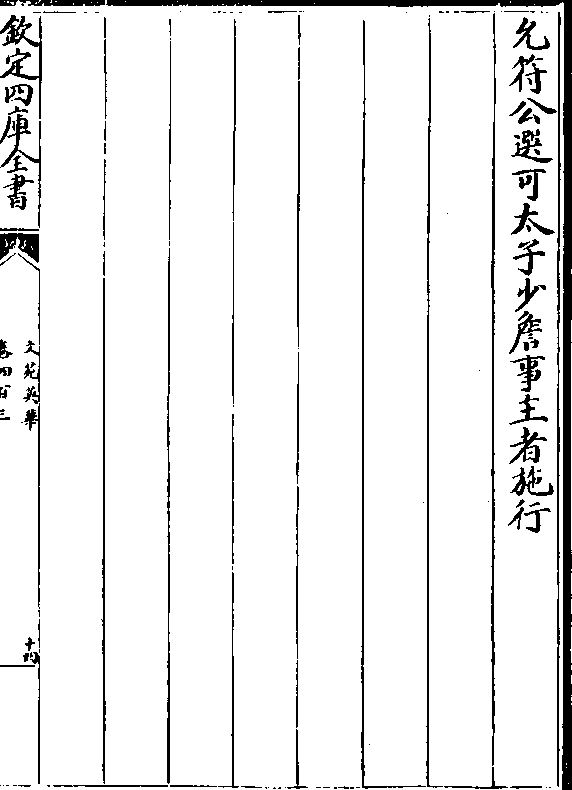 允符公選可太子少詹事主者施行
欽定四庫全書
文苑英華
卷四百三
十四